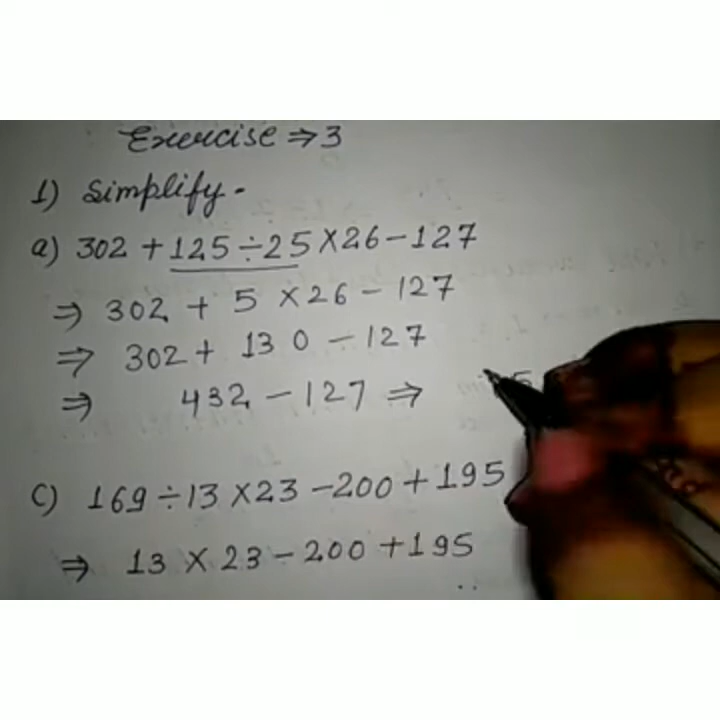 Exercise ⇒ 3
1) Simplify -
a) 302 + 125 ÷ 25 × 26 - 127
⇒ 302 + 5 × 26 - 127
⇒ 302 + 130 - 127
⇒ 432 - 127 ⇒
C) 169 ÷ 13 × 23 - 200 + 195
⇒ 13 × 23 - 200 + 195